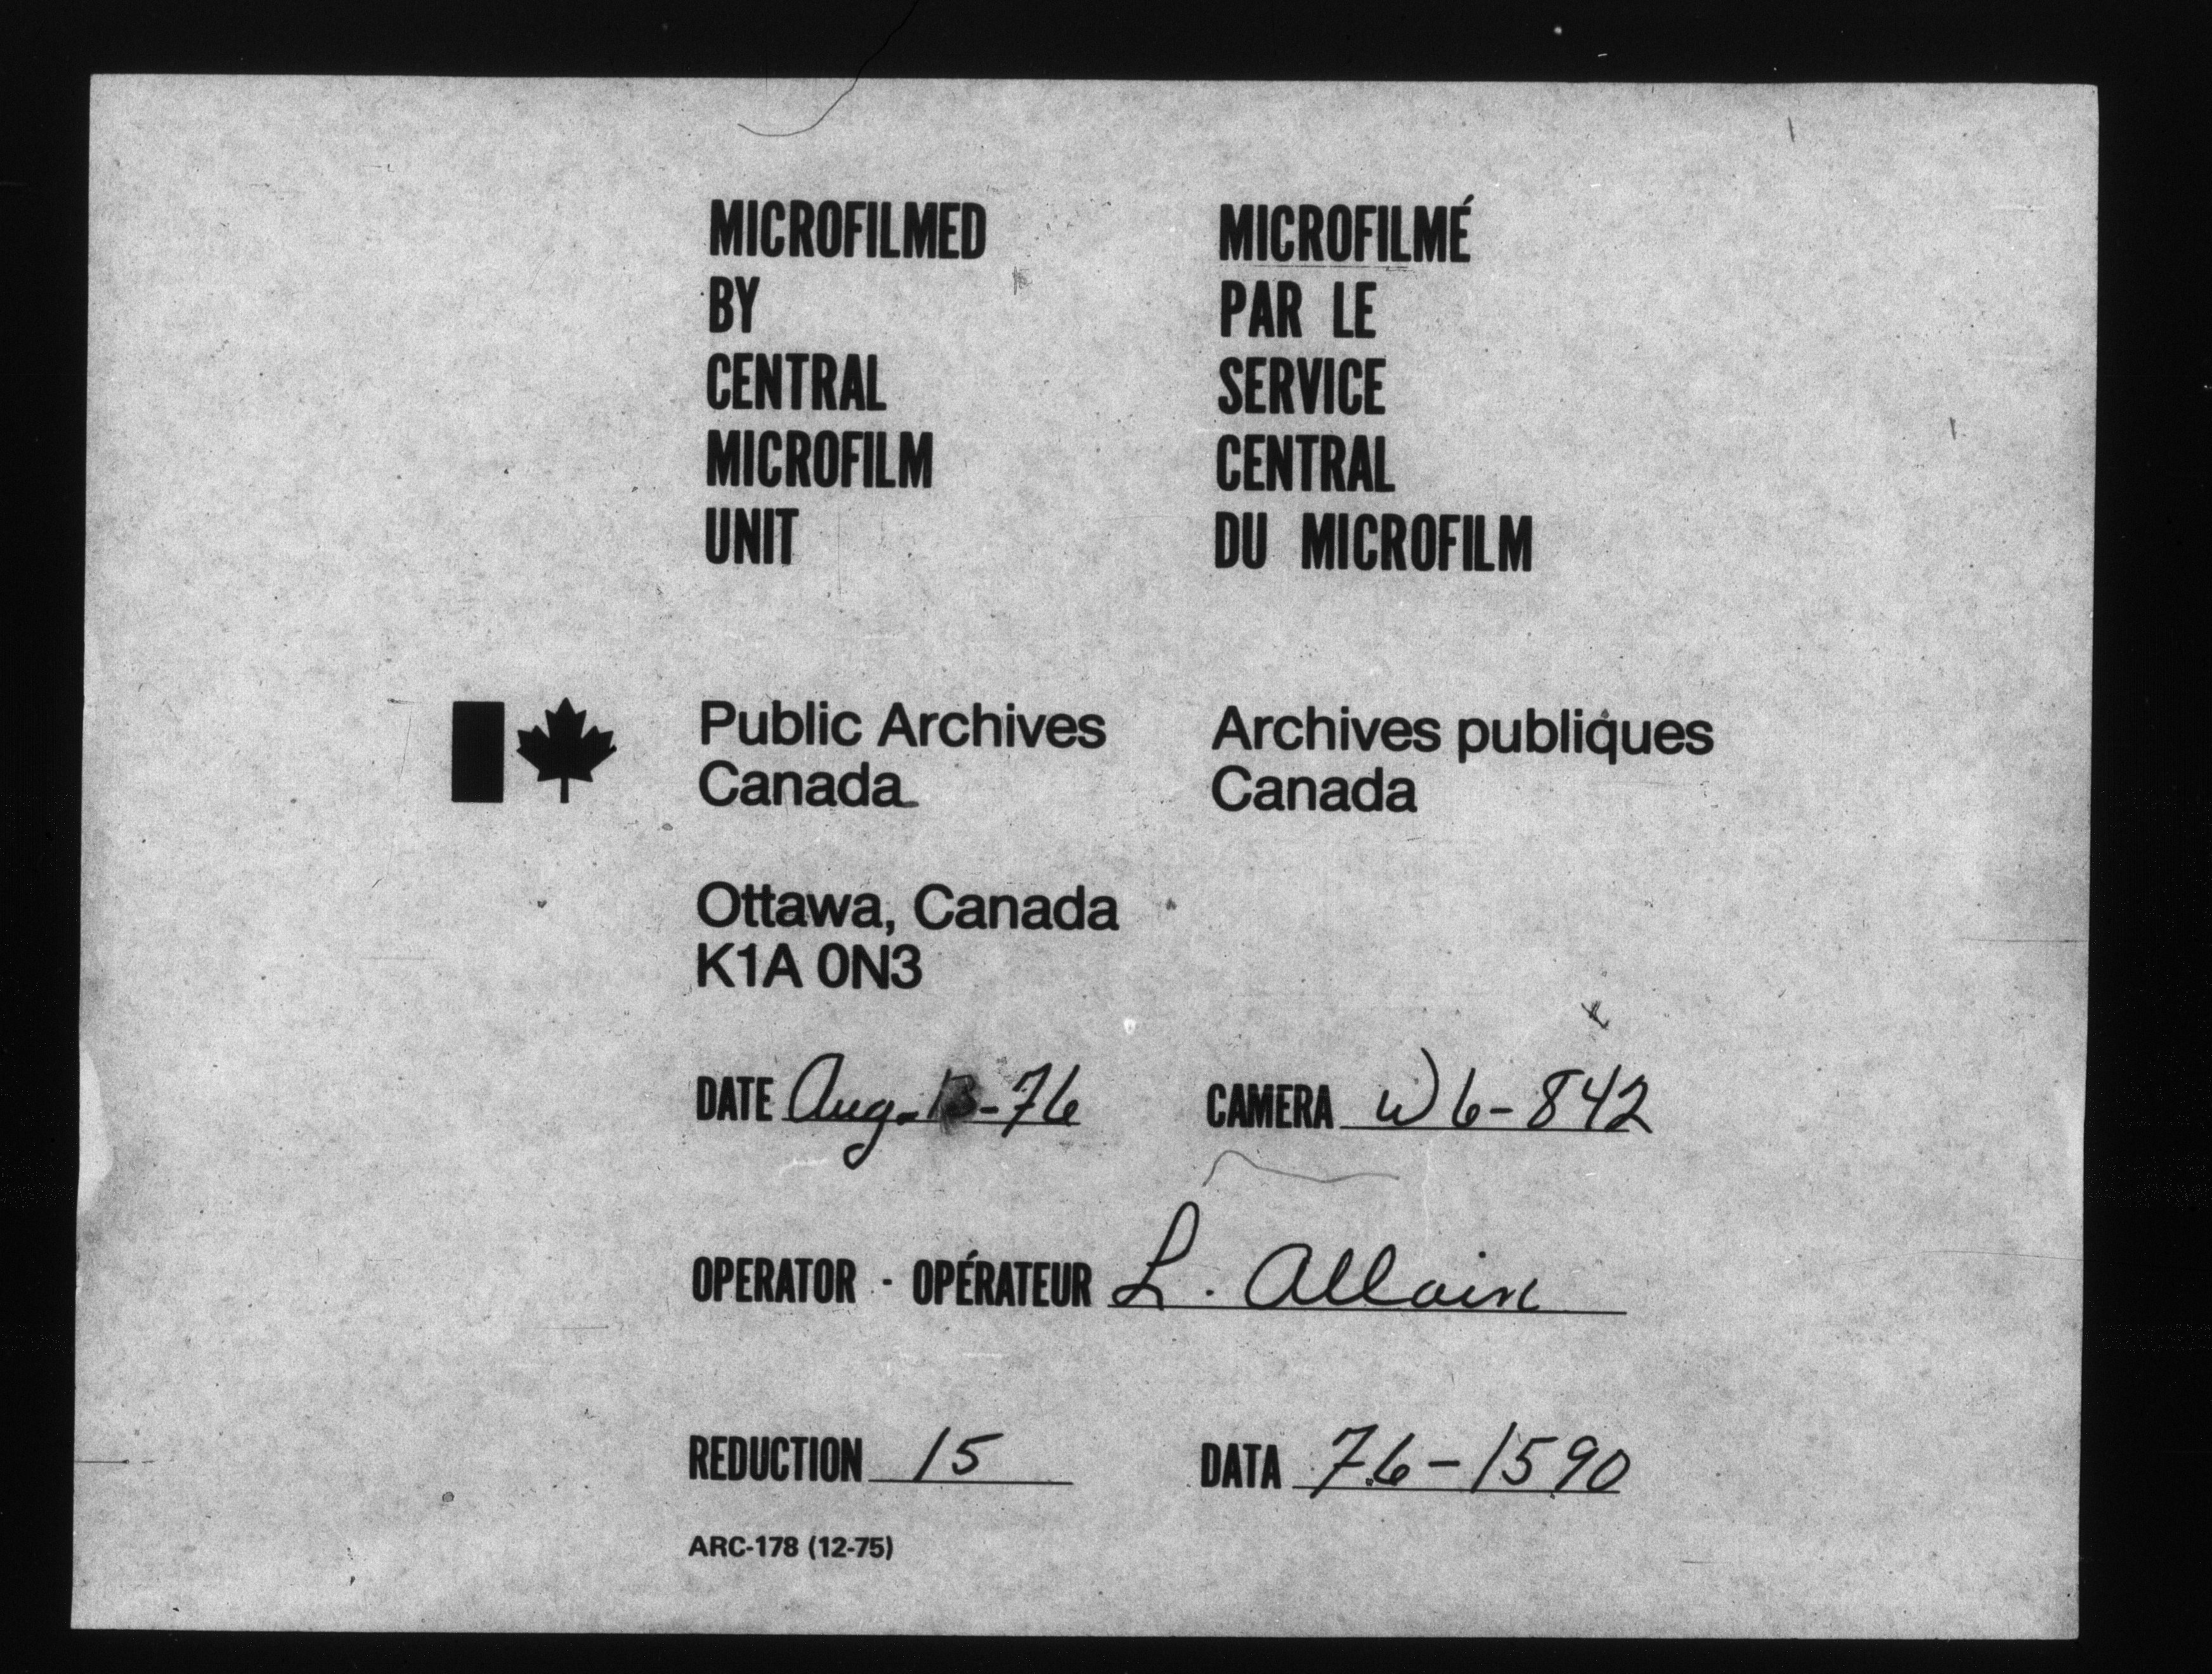 MICROFILMED
BY
CENTRAL
MICROFILM
UNIT
MICROFILMÉ
PAR LE
SERVICE
CENTRAL
DU MICROFILM
Public Archives
Canada
Archives publiques
Canada
Ottawa, Canada
K1A 0N3
DATE Aug. 13-76
CAMERA W6-842
OPERATOR - OPÉRATEUR L. Allain
REDUCTION 15
DATA 76-1590
ARC-178 (12-75)